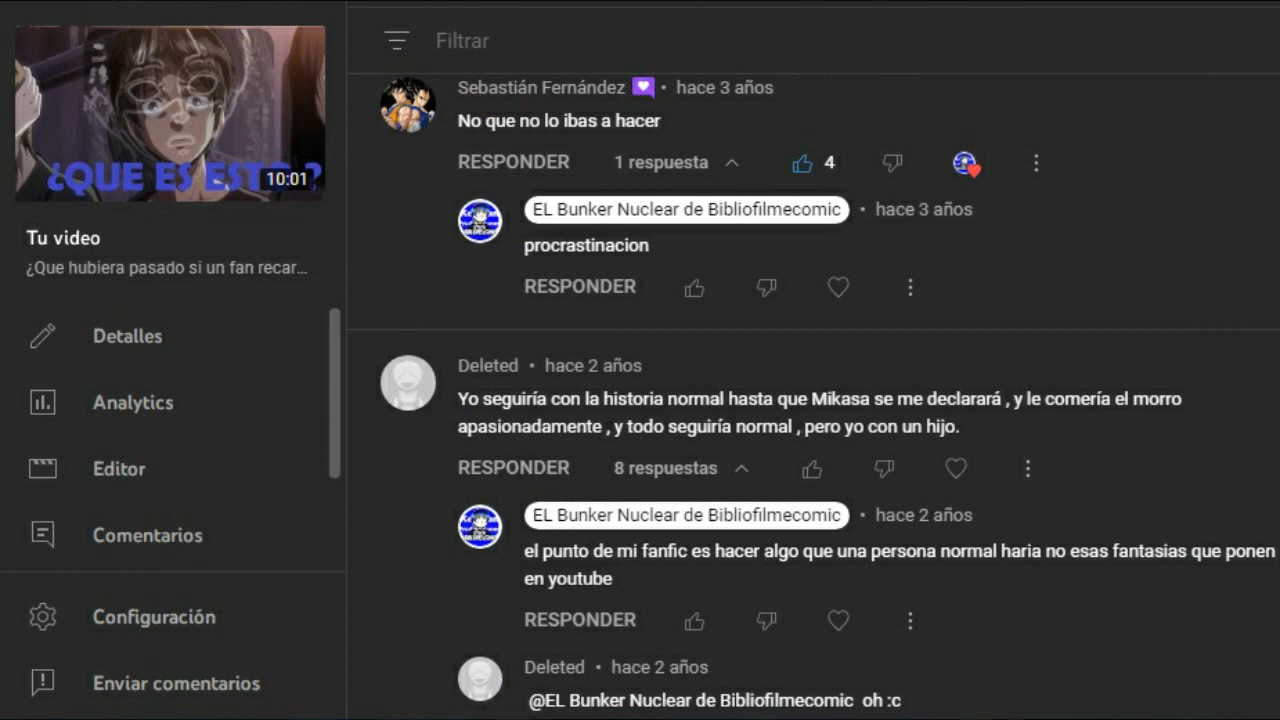 ¿QUE ES ESTO?
10:01
Tu video
¿Que hubiera pasado si un fan recar...
Detalles
Analytics
Editor
Comentarios
Configuración
Enviar comentarios
Filtrar
Sebastián Fernández • hace 3 años
No que no lo ibas a hacer
RESPONDER 1 respuesta 4
EL Bunker Nuclear de Bibliofilmecomic • hace 3 años
procrastinacion
RESPONDER
Deleted • hace 2 años
Yo seguiría con la historia normal hasta que Mikasa se me declarará , y le comería el morro
apasionadamente , y todo seguiría normal , pero yo con un hijo.
RESPONDER 8 respuestas
EL Bunker Nuclear de Bibliofilmecomic • hace 2 años
el punto de mi fanfic es hacer algo que una persona normal haria no esas fantasias que ponen
en youtube
RESPONDER
Deleted • hace 2 años
@EL Bunker Nuclear de Bibliofilmecomic oh :c